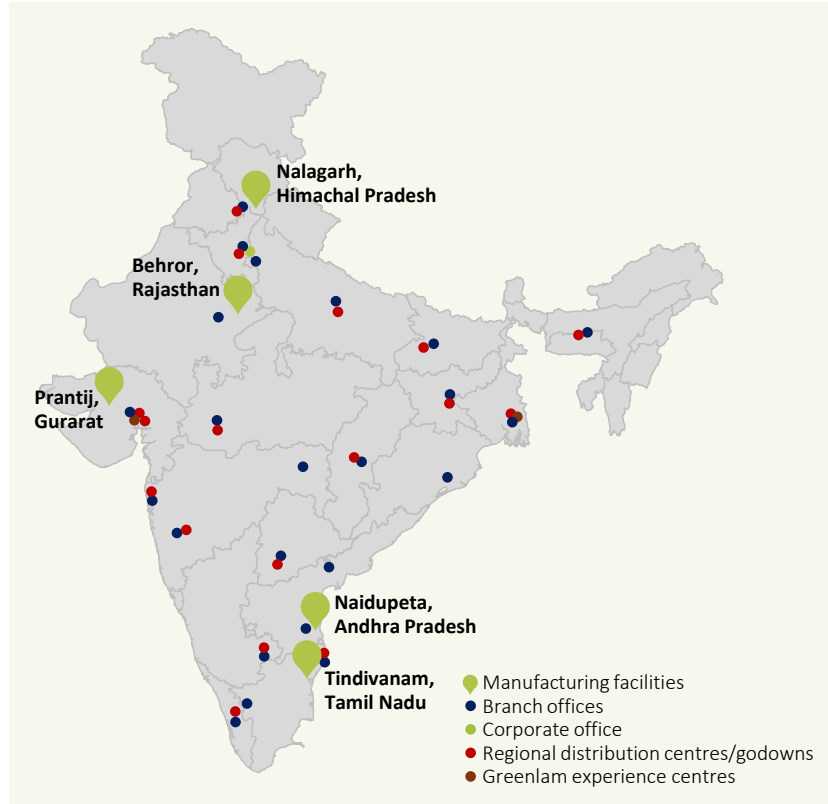 Nalagarh,
Himachal Pradesh
Behror,
Rajasthan
Prantij,
Gurarat
Naidupeta,
Andhra Pradesh
Tindivanam,
Tamil Nadu
Manufacturing facilities
Branch offices
Corporate office
Regional distribution centres/godowns
Greenlam experience centres